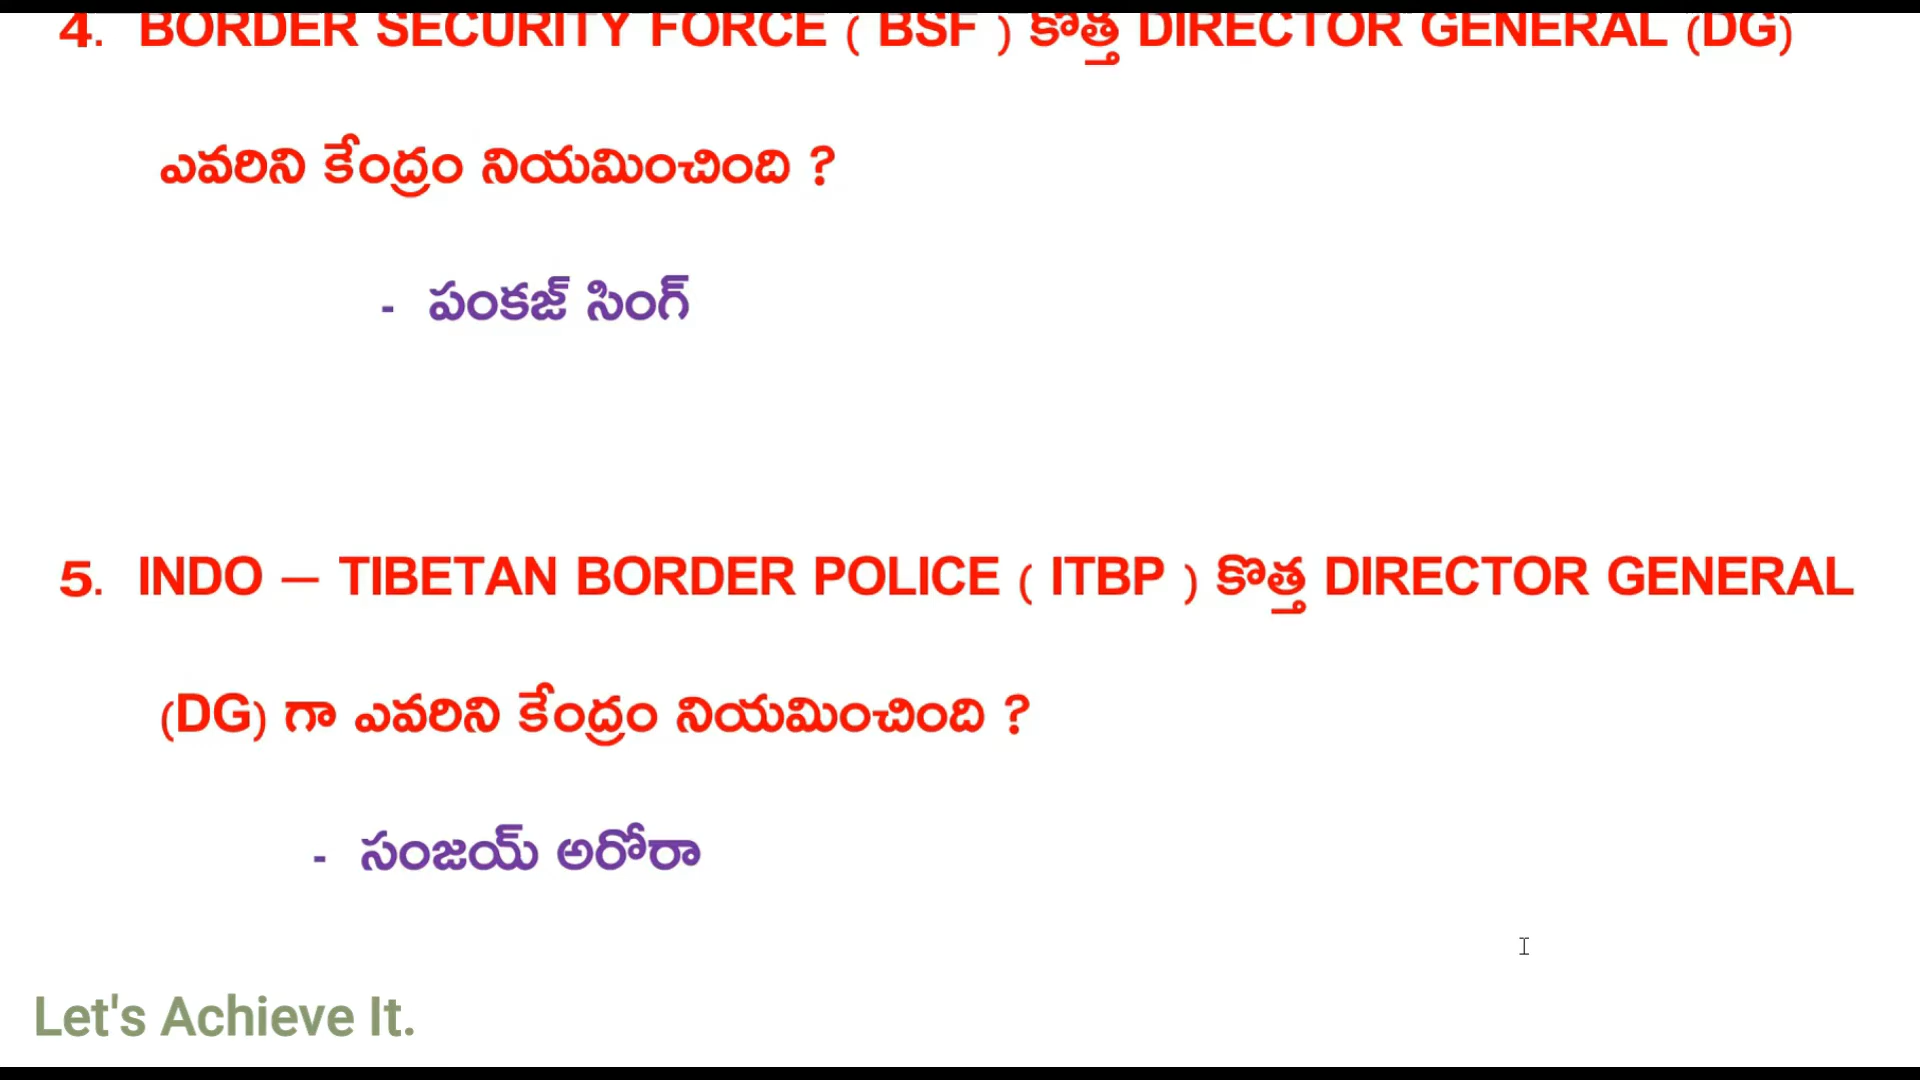 4. BORDER SECURITY FORCE ( BSF ) కొత్త DIRECTOR GENERAL (DG)
ఎవరిని కేంద్రం నియమించింది ?
- పంకజ్ సింగ్
5. INDO – TIBETAN BORDER POLICE ( ITBP ) కొత్త DIRECTOR GENERAL
(DG) గా ఎవరిని కేంద్రం నియమించింది ?
- సంజయ్ అరోరా
Let's Achieve It.